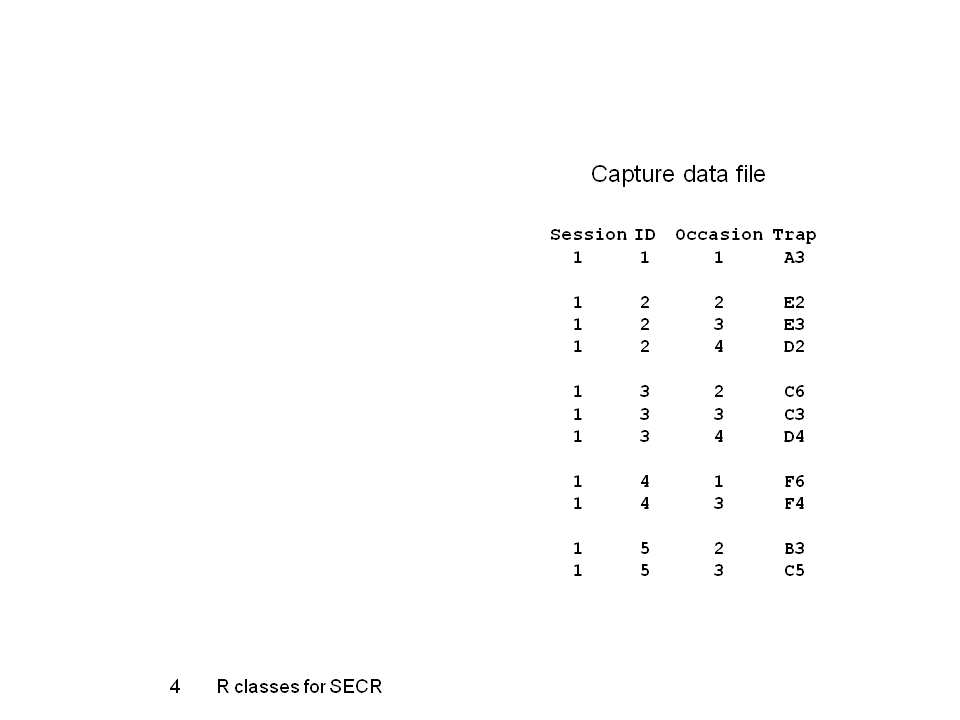 Capture data file
Session ID Occasion Trap
1 1 1 A3
1 2 2 E2
1 2 3 E3
1 2 4 D2
1 3 2 C6
1 3 3 C3
1 3 4 D4
1 4 1 F6
1 4 3 F4
1 5 2 B3
1 5 3 C5
4 R classes for SECR